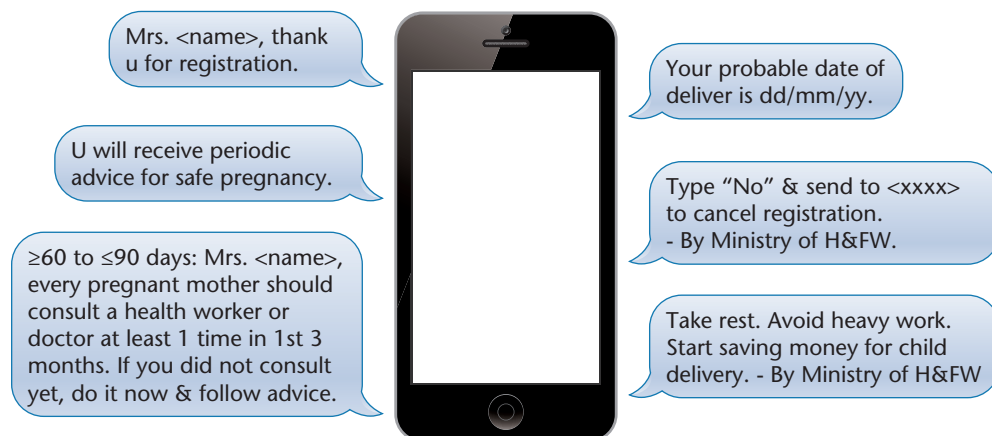 Mrs. <name>, thank
u for registration.
Your probable date of
deliver is dd/mm/yy.
U will receive periodic
advice for safe pregnancy.
Type “No” & send to <xxxx>
to cancel registration.
- By Ministry of H&FW.
≥60 to ≤90 days: Mrs. <name>,
every pregnant mother should
consult a health worker or
doctor at least 1 time in 1st 3
months. If you did not consult
yet, do it now & follow advice.
Take rest. Avoid heavy work.
Start saving money for child
delivery. - By Ministry of H&FW